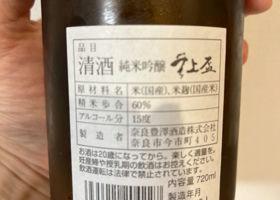 品目
清酒 純米吟醸 上盃
原材料名 米(国産)、米麹(国産米)
精米歩合 60%
アルコール分 15度
製造者 奈良豊澤酒造株式会社
奈良市今市町405
お酒は20歳になってから。楽しく適量を。
妊産婦や授乳期の飲酒はお控えください。
飲酒運転は法律で禁止されています。
内容量720ml
製造年月